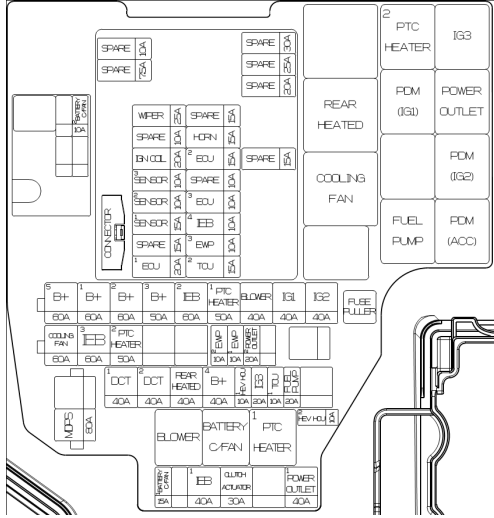 SPARE 10A
SPARE 7.5A
SPARE 30A
SPARE 25A
SPARE 20A
2 BATTERY C/FAN 10A
WIPER 25A SPARE 15A
SPARE 10A HORN 15A
IGN COIL 20A 2 ECU 15A SPARE 15A
3 SENSOR 10A SPARE 10A
2 SENSOR 10A 3 ECU 10A
1 SENSOR 15A 4 IEB 10A
SPARE 15A 3 EWP 10A
1 ECU 20A 2 TCU 15A
CONNECTOR
REAR HEATED
COOLING FAN
2 PTC HEATER
IG3
PDM (IG1)
POWER OUTLET
PDM (IG2)
FUEL PUMP
PDM (ACC)
5 B+ 60A
1 B+ 60A
2 B+ 60A
3 B+ 50A
2 IEB 60A
1 PTC HEATER 50A
BLOWER 40A
IG1 40A
IG2 40A
FUSE PULLER
COOLING FAN 60A
3 IEB 60A
2 PTC HEATER 50A
2 EWP 10A
1 EWP 10A
2 POWER OUTLET 20A
1 DCT 40A
2 DCT 40A
REAR HEATED 40A
4 B+ 40A
1 HEV HCU 10A
IG3 20A
1 TCU 10A
FUEL PUMP 20A
MDPS 80A
BLOWER
BATTERY C/FAN
1 PTC HEATER
2 HEV HCU 10A
1 BATTERY C/FAN 15A
1 IEB 40A
CLUTCH ACTUATOR 30A
1 POWER OUTLET 40A